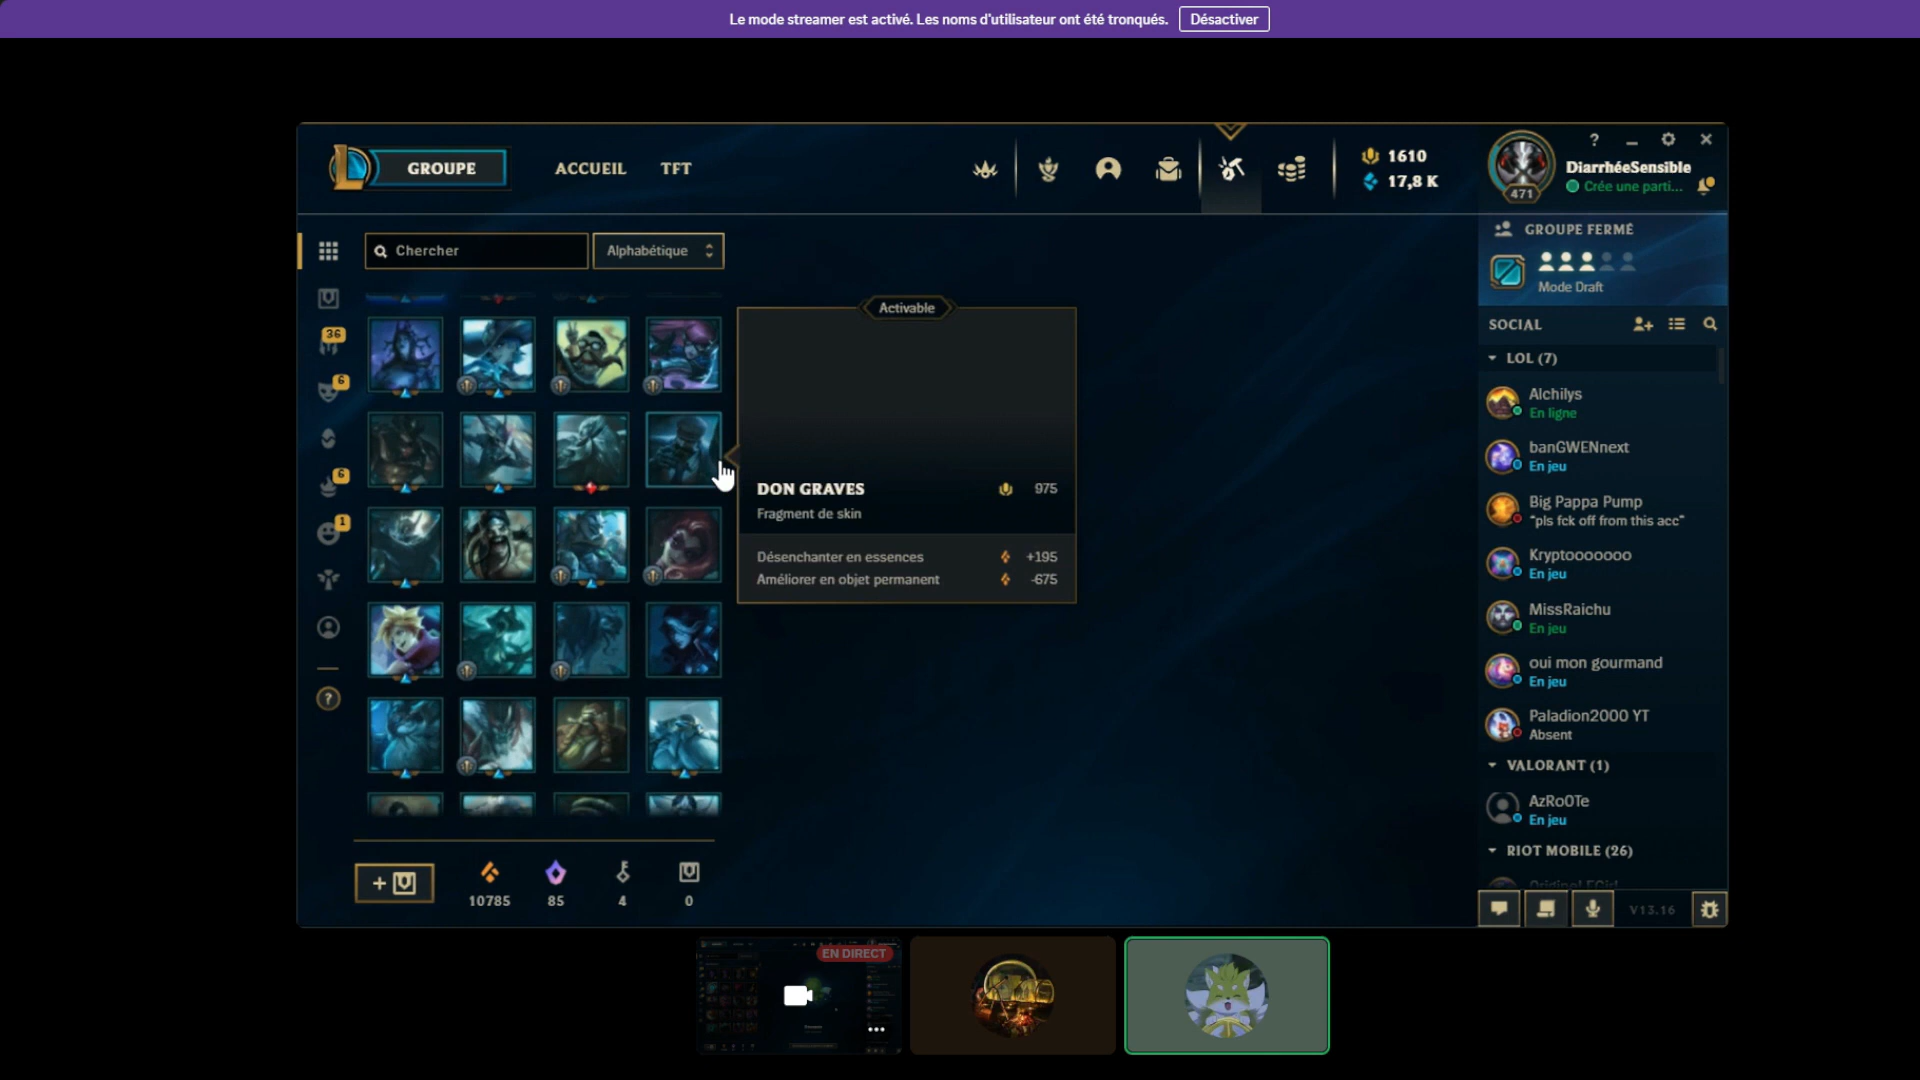 Le mode streamer est activé. Les noms d'utilisateur ont été tronqués. Désactiver
GROUPE
ACCUEIL
TFT
1610
17,8 K
471
?
DiarrhéeSensible
Crée une parti...
Chercher
Alphabétique
36
6
6
1
?
Activable
DON GRAVES 975
Fragment de skin
Désenchanter en essences +195
Améliorer en objet permanent -675
10785
85
4
0
GROUPE FERMÉ
Mode Draft
SOCIAL
LOL (7)
Alchilys
En ligne
banGWENnext
En jeu
Big Pappa Pump
"pls fck off from this acc"
Kryptooooooo
En jeu
MissRaichu
En jeu
oui mon gourmand
En jeu
Paladion2000 YT
Absent
VALORANT (1)
AzRo0Te
En jeu
RIOT MOBILE (26)
V13.16
EN DIRECT